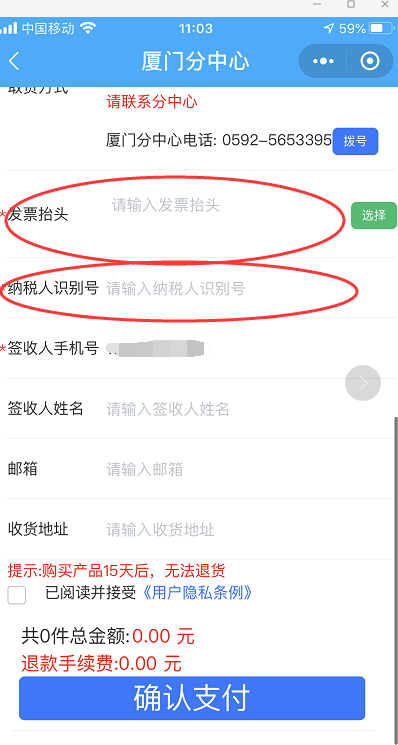 中国移动
11:03
59%
厦门分中心
请联系分中心
厦门分中心电话: 0592-5653395
拨号
*发票抬头
请输入发票抬头
选择
*纳税人识别号
请输入纳税人识别号
*签收人手机号
签收人姓名
请输入签收人姓名
邮箱
请输入邮箱
收货地址
请输入收货地址
提示:购买产品15天后，无法退货
已阅读并接受《用户隐私条例》
共0件总金额:0.00 元
退款手续费:0.00 元
确认支付